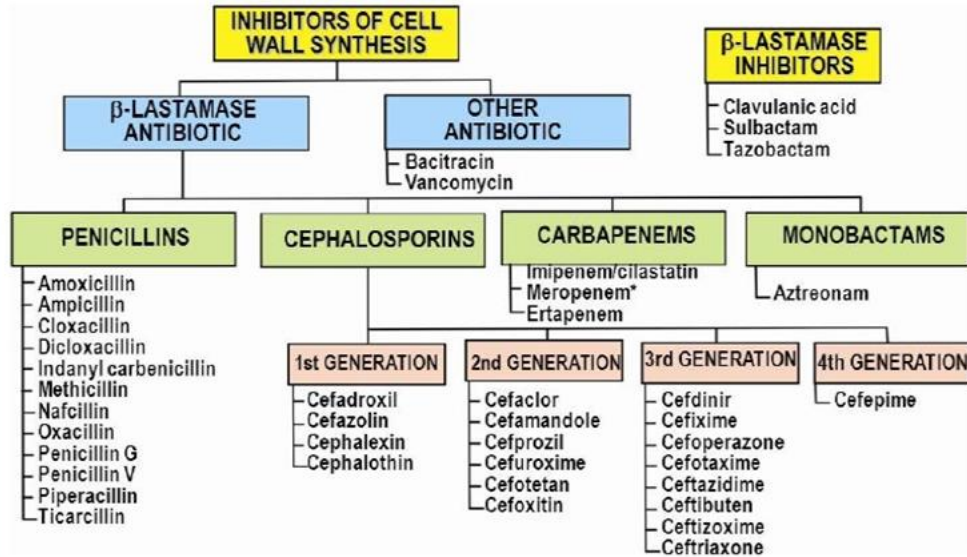 INHIBITORS OF CELL
WALL SYNTHESIS
β-LASTAMASE
INHIBITORS
Clavulanic acid
Sulbactam
Tazobactam
β-LASTAMASE
ANTIBIOTIC
OTHER
ANTIBIOTIC
Bacitracin
Vancomycin
PENICILLINS
Amoxicillin
Ampicillin
Cloxacillin
Dicloxacillin
Indanyl carbenicillin
Methicillin
Nafcillin
Oxacillin
Penicillin G
Penicillin V
Piperacillin
Ticarcillin
CEPHALOSPORINS
CARBAPENEMS
Imipenem/cilastatin
Meropenem*
Ertapenem
MONOBACTAMS
Aztreonam
1st GENERATION
Cefadroxil
Cefazolin
Cephalexin
Cephalothin
2nd GENERATION
Cefaclor
Cefamandole
Cefprozil
Cefuroxime
Cefotetan
Cefoxitin
3rd GENERATION
Cefdinir
Cefixime
Cefoperazone
Cefotaxime
Ceftazidime
Ceftibuten
Ceftizoxime
Ceftriaxone
4th GENERATION
Cefepime